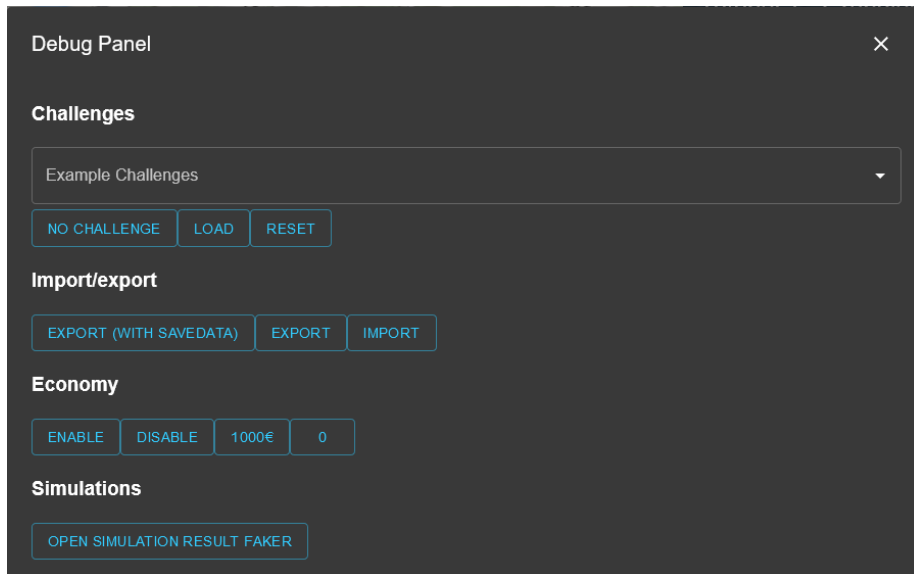 Debug Panel
Challenges
Example Challenges
NO CHALLENGE LOAD RESET
Import/export
EXPORT (WITH SAVEDATA) EXPORT IMPORT
Economy
ENABLE DISABLE 1000€ 0
Simulations
OPEN SIMULATION RESULT FAKER